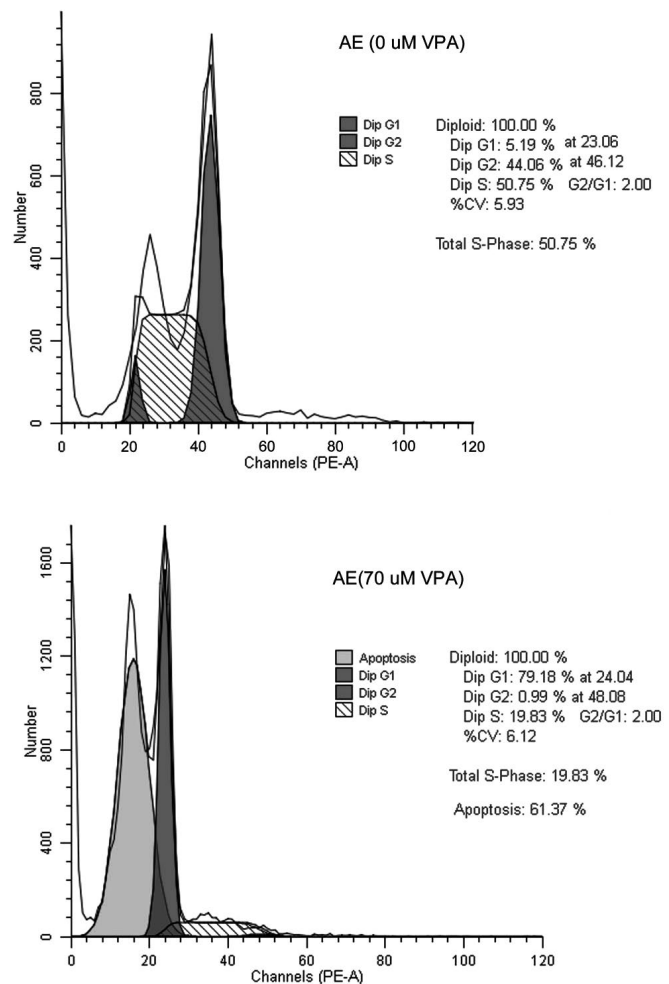 AE (0 uM VPA)
Dip G1
Dip G2
Dip S
Diploid: 100.00 %
Dip G1: 5.19 % at 23.06
Dip G2: 44.06 % at 46.12
Dip S: 50.75 % G2/G1: 2.00
%CV: 5.93
Total S-Phase: 50.75 %
Number
800
600
400
200
0
0 20 40 60 80 100 120
Channels (PE-A)
AE(70 uM VPA)
Apoptosis
Dip G1
Dip G2
Dip S
Diploid: 100.00 %
Dip G1: 79.18 % at 24.04
Dip G2: 0.99 % at 48.08
Dip S: 19.83 % G2/G1: 2.00
%CV: 6.12
Total S-Phase: 19.83 %
Apoptosis: 61.37 %
Number
1600
1200
800
400
0
0 20 40 60 80 100 120
Channels (PE-A)